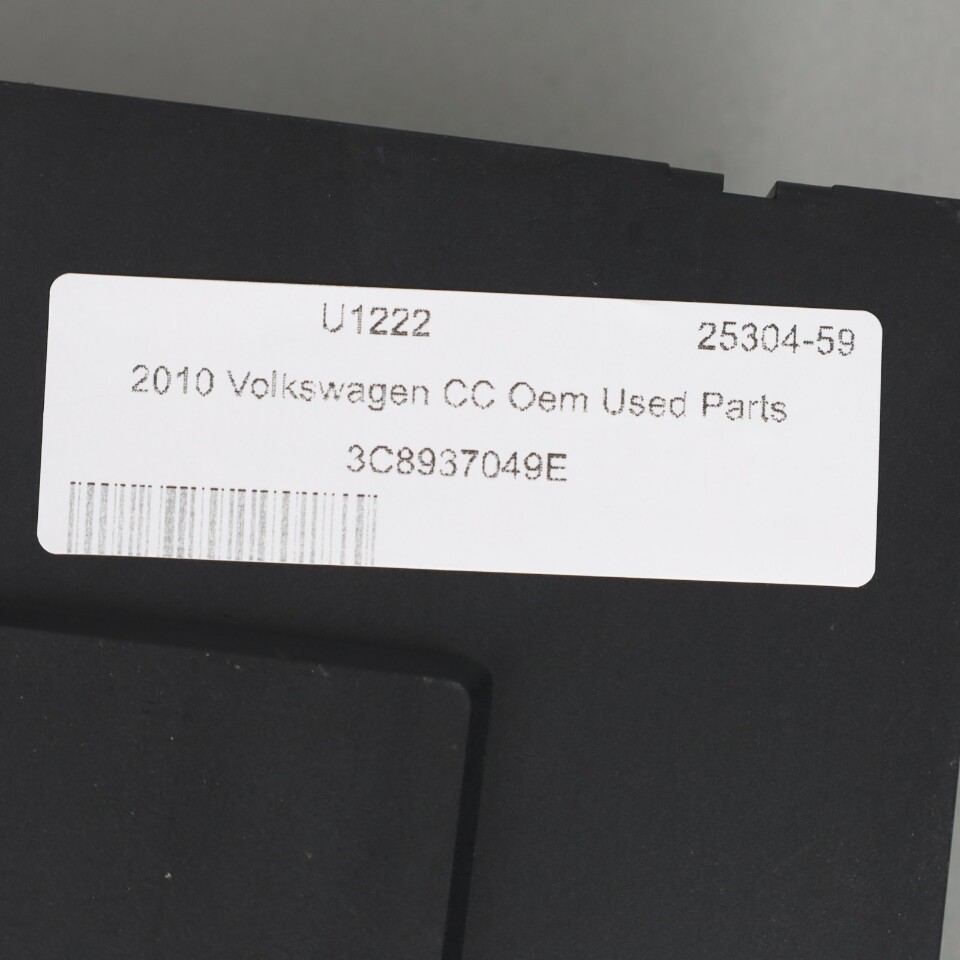 U1222 25304-59
2010 Volkswagen CC Oem Used Parts
3C8937049E